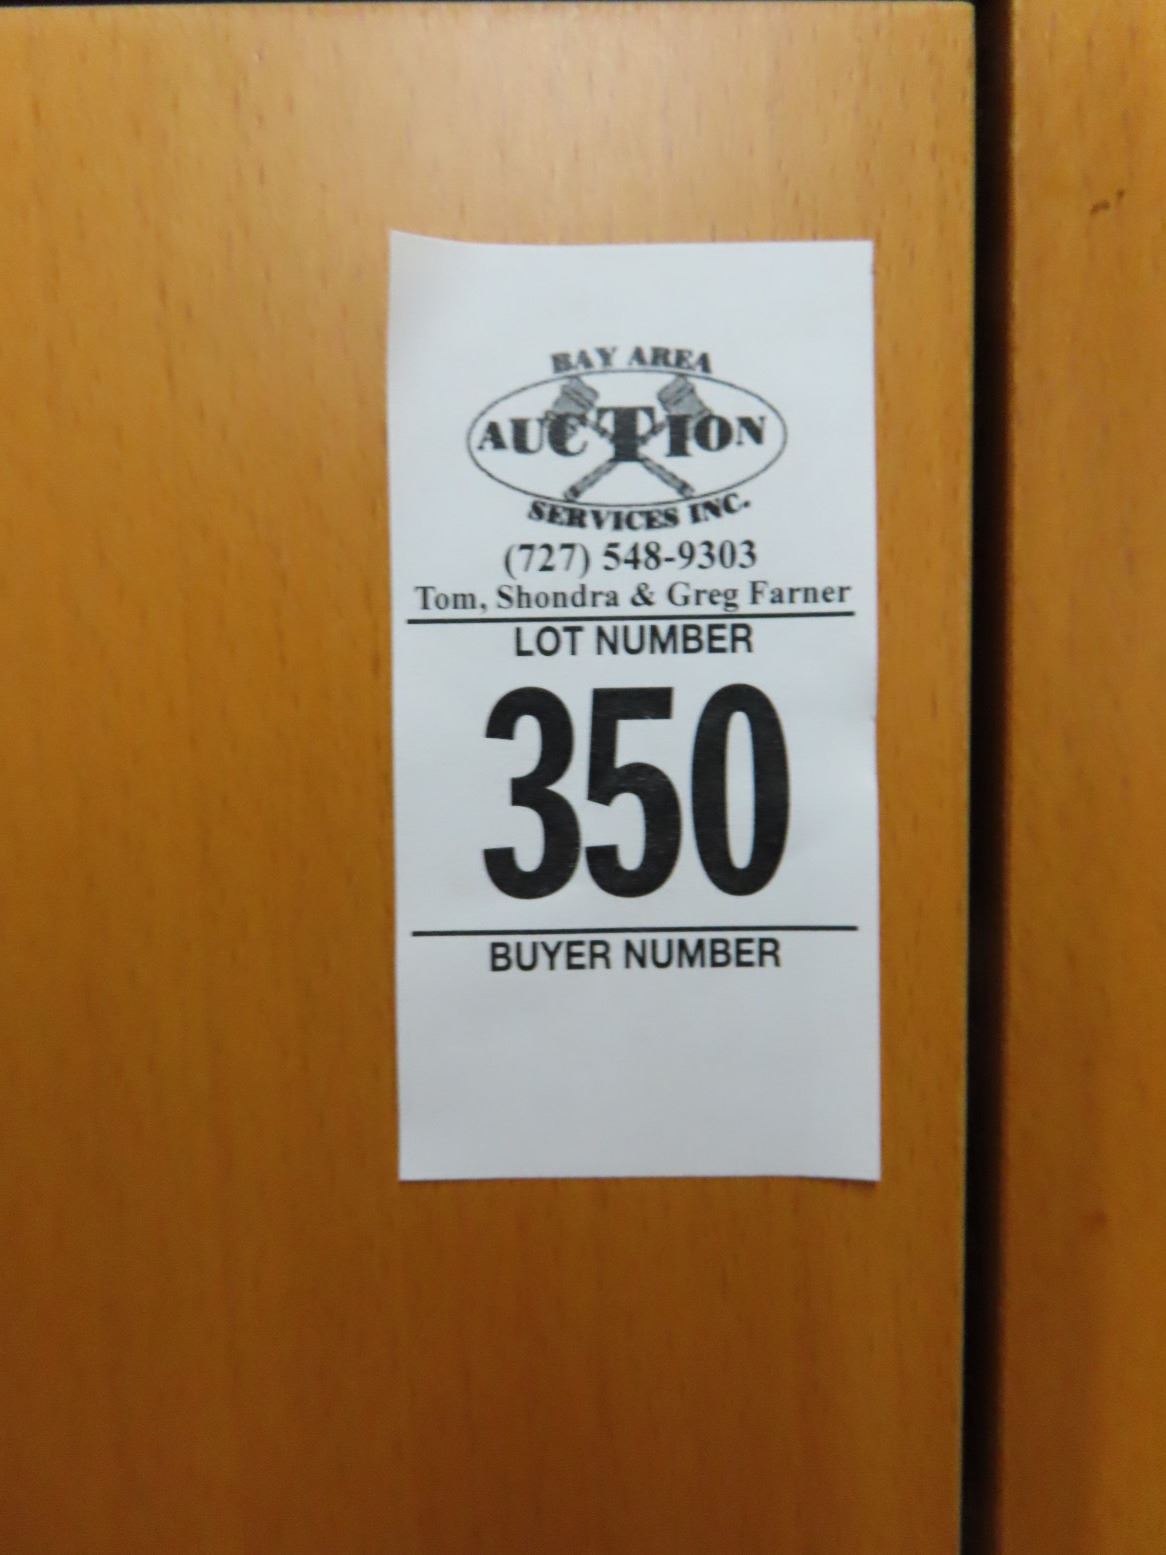 BAY AREA
AUCTION
SERVICES INC.
(727) 548-9303
Tom, Shondra & Greg Farner
LOT NUMBER
350
BUYER NUMBER